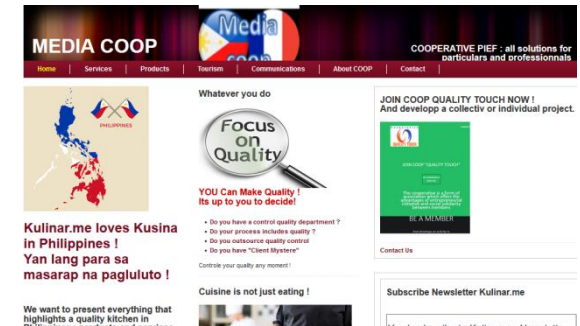 MEDIA COOP
Media
coop
COOPERATIVE PIEF : all solutions for
particulars and professionnals
Home
Services
Products
Tourism
Communications
About COOP
Contact
PHILIPPINES
Kulinar.me loves Kusina
in Philippines !
Yan lang para sa
masarap na pagluluto !
We want to present everything that
highlights a quality kitchen in
Whatever you do
Focus
on
Quality
YOU Can Make Quality !
Its up to you to decide!
Do you have a control quality department ?
Do your process includes quality ?
Do you outsource quality control
Do you have "Client Mystere"
Controle your quality any moment !
Cuisine is not just eating !
JOIN COOP QUALITY TOUCH NOW !
And developp a collectiv or individual project.
JOIN COOP "QUALITY TOUCH"
BE A MEMBER
Contact Us
Subscribe Newsletter Kulinar.me